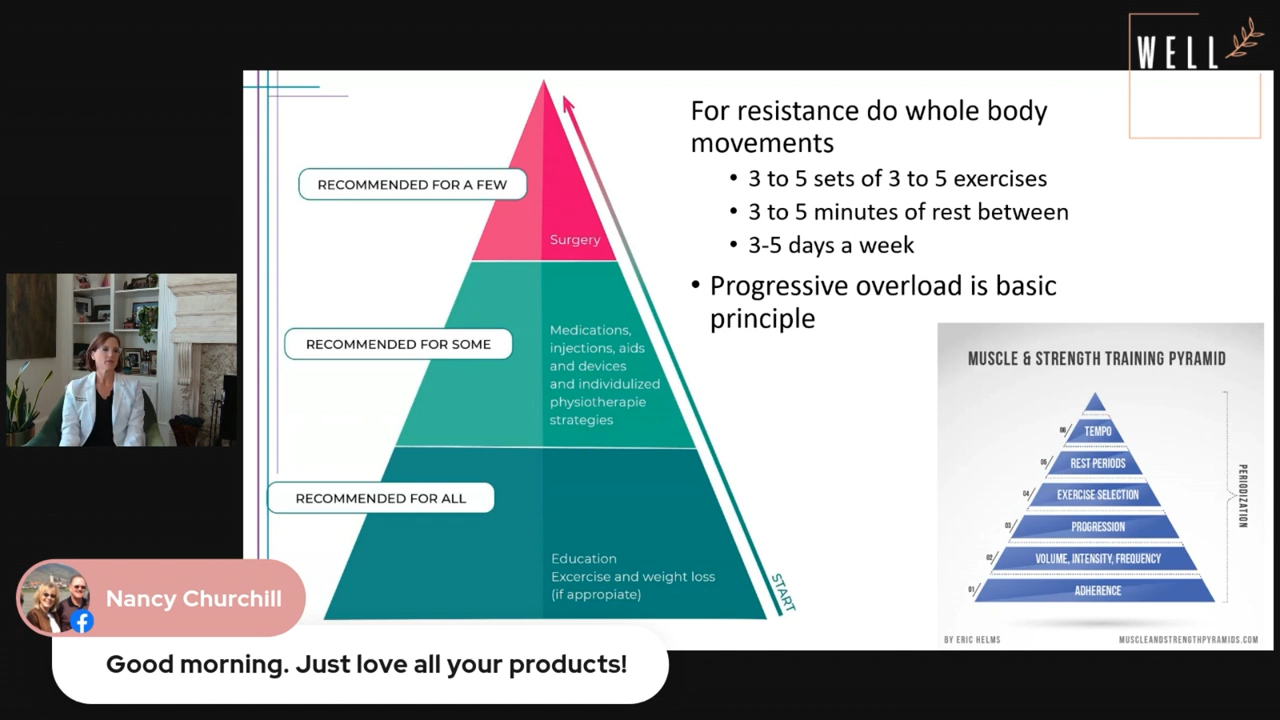 WELL
RECOMMENDED FOR A FEW
Surgery
RECOMMENDED FOR SOME
Medications,
injections, aids
and devices
and individulized
physiotherapie
strategies
RECOMMENDED FOR ALL
Education
Excercise and weight loss
(if appropiate)
START
For resistance do whole body
movements
• 3 to 5 sets of 3 to 5 exercises
• 3 to 5 minutes of rest between
• 3-5 days a week
• Progressive overload is basic
principle
MUSCLE & STRENGTH TRAINING PYRAMID
06 TEMPO
05 REST PERIODS
04 EXERCISE SELECTION
03 PROGRESSION
02 VOLUME, INTENSITY, FREQUENCY
01 ADHERENCE
PERIODIZATION
BY ERIC HELMS
MUSCLEANDSTRENGTHPYRAMIDS.COM
Nancy Churchill
Good morning. Just love all your products!